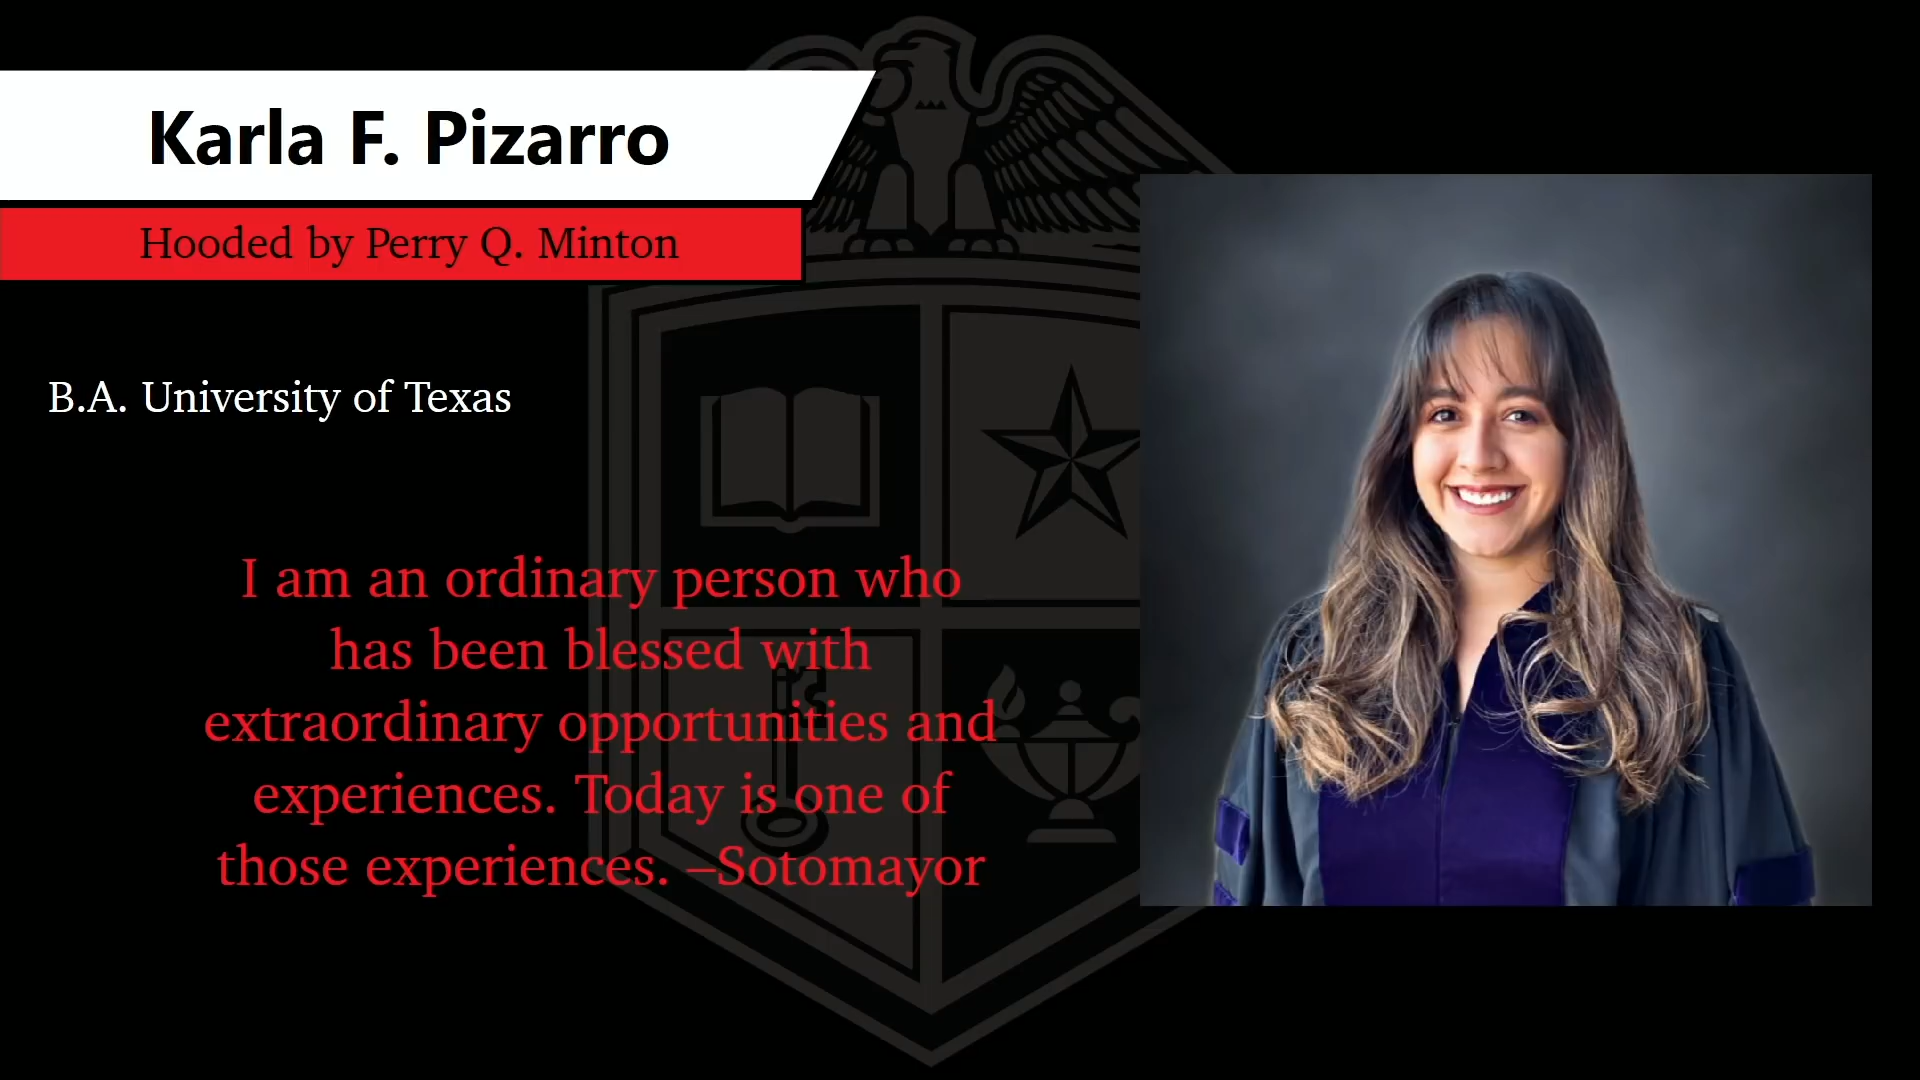 Karla F. Pizarro
Hooded by Perry Q. Minton
B.A. University of Texas
I am an ordinary person who
has been blessed with
extraordinary opportunities and
experiences. Today is one of
those experiences. –Sotomayor